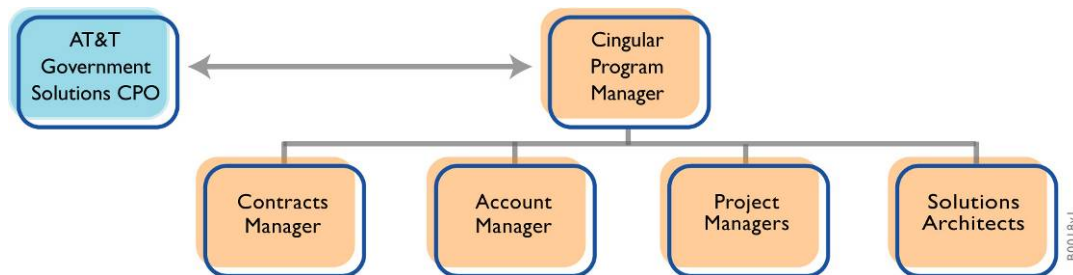 AT&T
Government
Solutions CPO
Cingular
Program
Manager
Contracts
Manager
Account
Manager
Project
Managers
Solutions
Architects